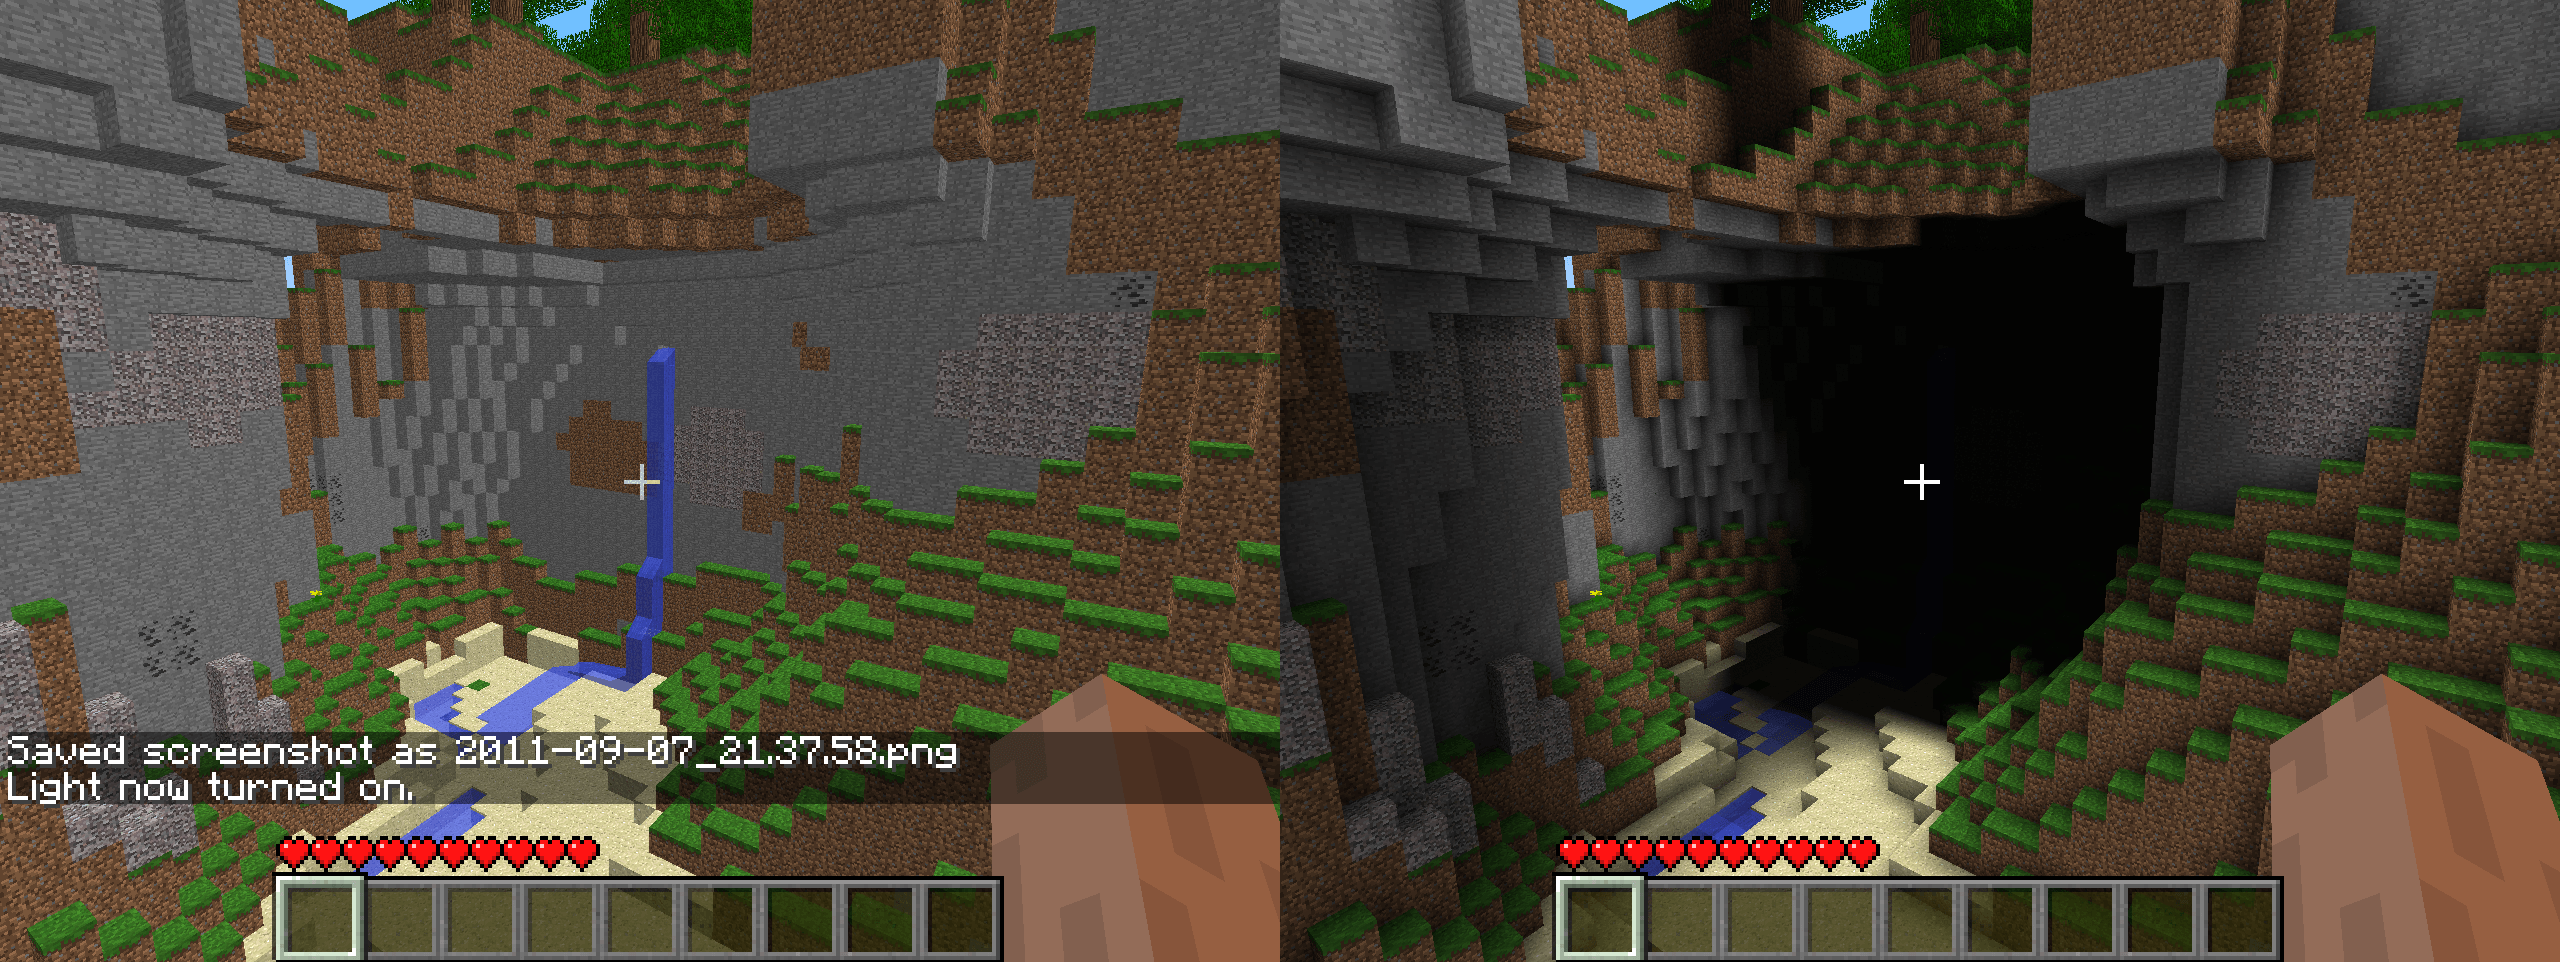 Saved screenshot as 2011-09-07_21.37.58.png
Light now turned on.